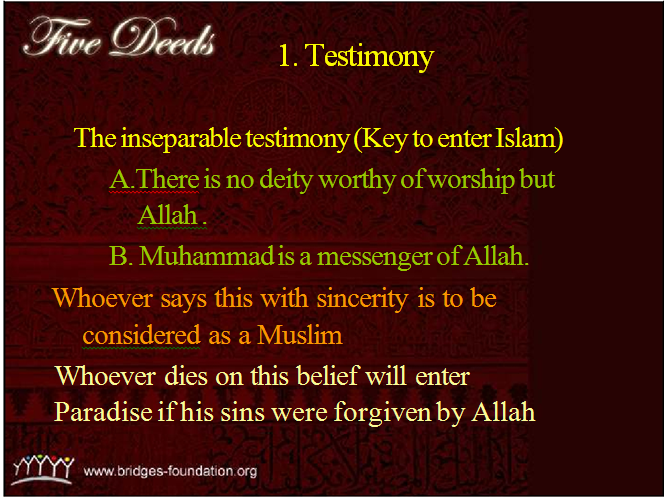 Five Deeds
1. Testimony
The inseparable testimony (Key to enter Islam)
A.There is no deity worthy of worship but
Allah .
B. Muhammad is a messenger of Allah.
Whoever says this with sincerity is to be
considered as a Muslim
Whoever dies on this belief will enter
Paradise if his sins were forgiven by Allah
www.bridges-foundation.org